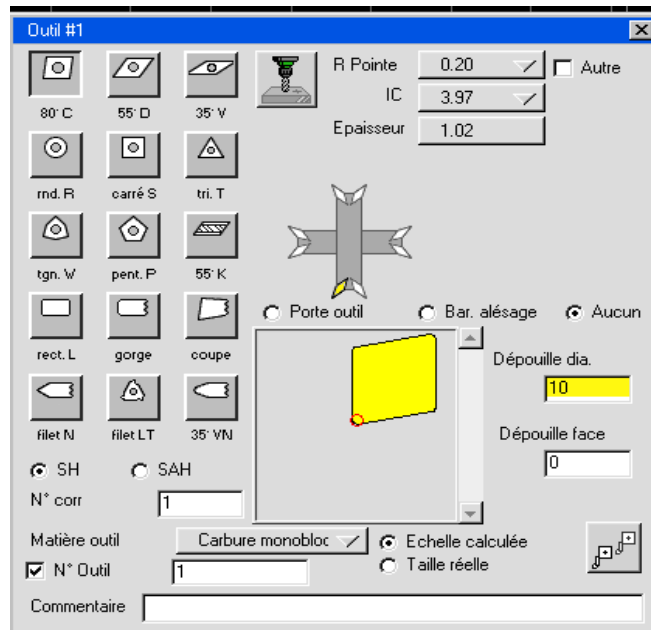 Outil #1
R Pointe 0.20 Autre
IC 3.97
Epaisseur 1.02
80° C 55° D 35° V
rnd. R carré S tri. T
tgn. W pent. P 55° K
Porte outil Bar. alésage Aucun
rect. L gorge coupe
Dépouille dia.
10
filet N filet LT 35° VN
Dépouille face
0
SH SAH
N° corr 1
Matière outil Carbure monobloc Echelle calculée
N° Outil 1 Taille réelle
Commentaire